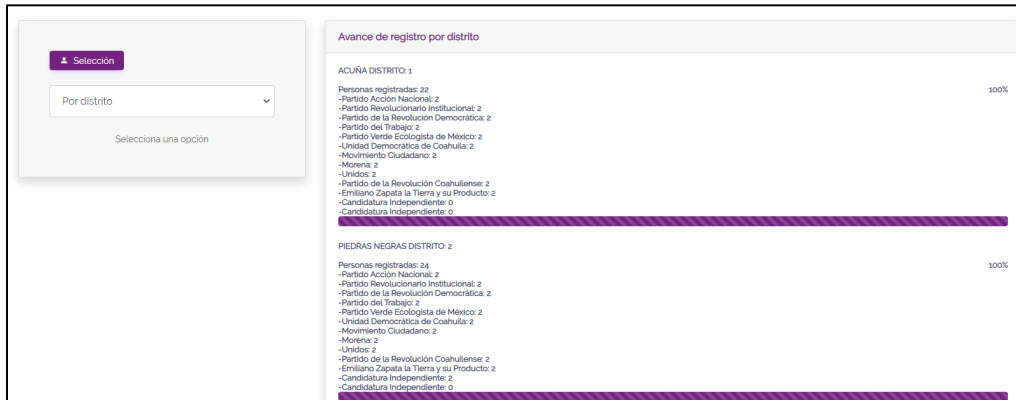 Selección
Por distrito
Selecciona una opción
Avance de registro por distrito
ACUÑA DISTRITO: 1
Personas registradas: 22 100%
-Partido Acción Nacional: 2
-Partido Revolucionario Institucional: 2
-Partido de la Revolución Democrática: 2
-Partido del Trabajo: 2
-Partido Verde Ecologista de México: 2
-Unidad Democrática de Coahuila: 2
-Movimiento Ciudadano: 2
-Morena: 2
-Unidos: 2
-Partido de la Revolución Coahuilense: 2
-Emiliano Zapata la Tierra y su Producto: 2
-Candidatura Independiente: 0
-Candidatura Independiente: 0
PIEDRAS NEGRAS DISTRITO: 2
Personas registradas: 24 100%
-Partido Acción Nacional: 2
-Partido Revolucionario Institucional: 2
-Partido de la Revolución Democrática: 2
-Partido del Trabajo: 2
-Partido Verde Ecologista de México: 2
-Unidad Democrática de Coahuila: 2
-Movimiento Ciudadano: 2
-Morena: 2
-Unidos: 2
-Partido de la Revolución Coahuilense: 2
-Emiliano Zapata la Tierra y su Producto: 2
-Candidatura Independiente: 2
-Candidatura Independiente: 0